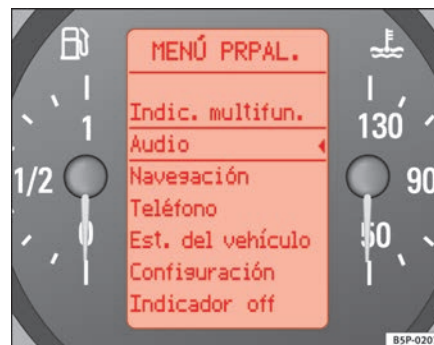 MENÚ PRPAL.
Indic. multifun.
1
130
Audio
1/2
90
Navegación
Teléfono
0
50
Est. del vehículo
Configuración
Indicador off
B5P-020